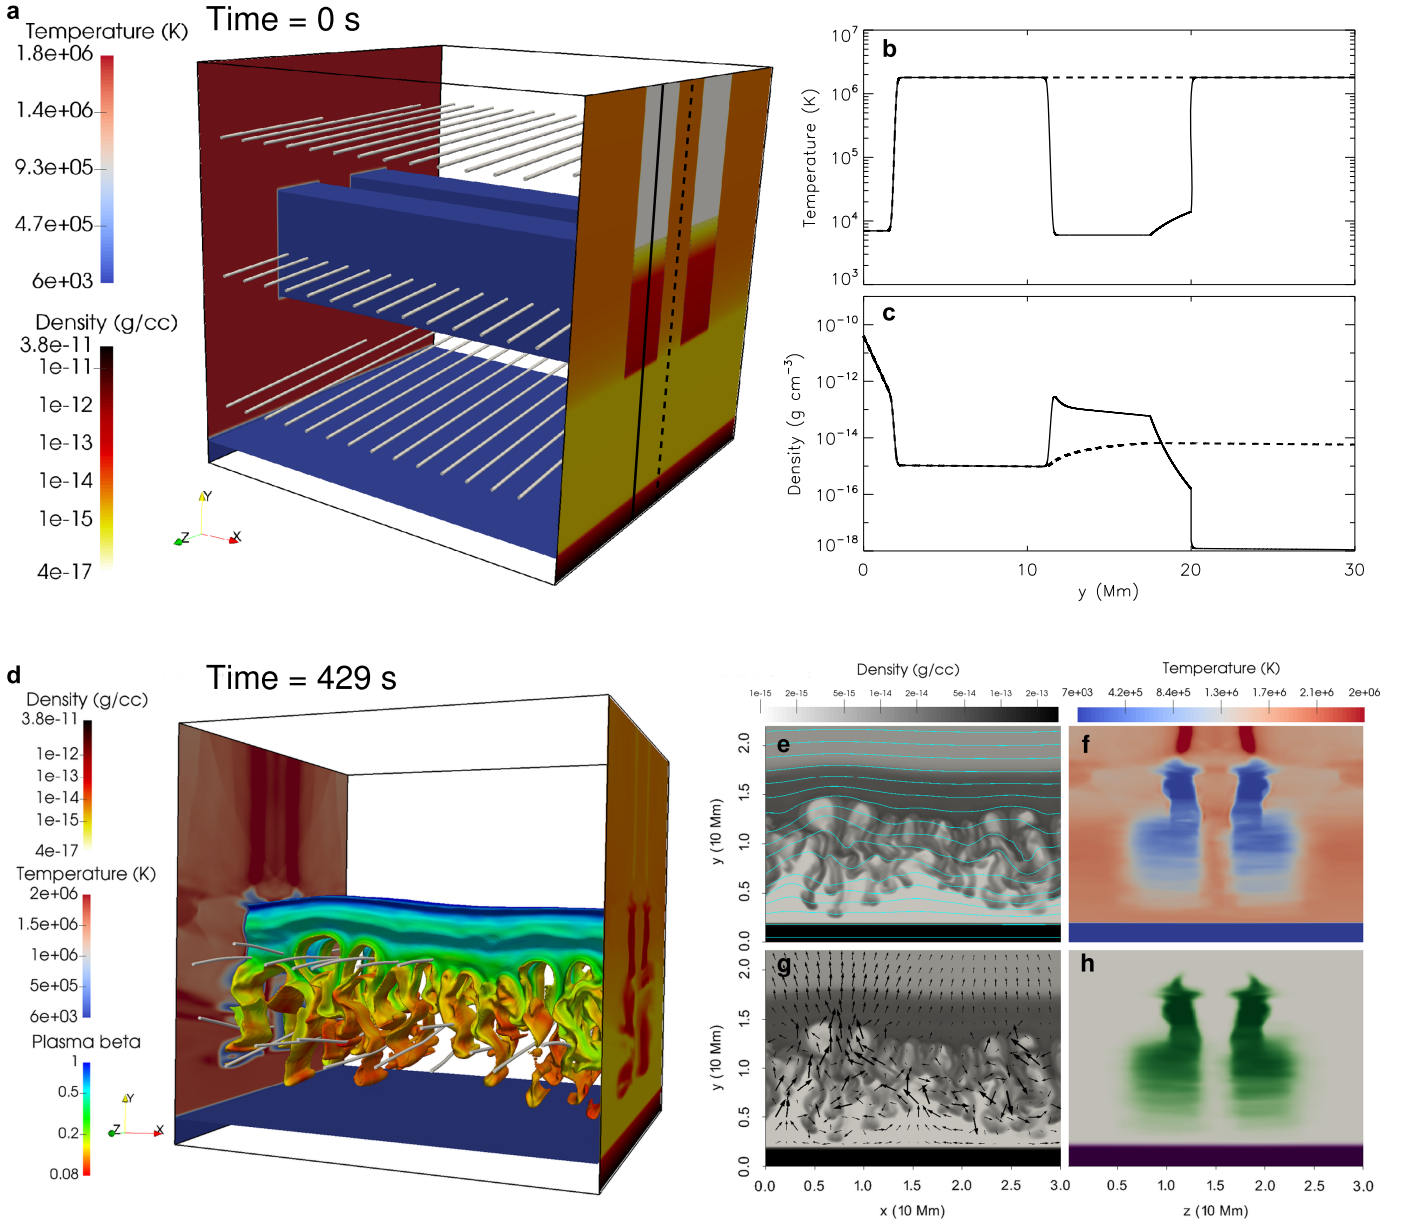 a
Time = 0 s
Temperature (K)
1.8e+06
1.4e+06
9.3e+05
4.7e+05
6e+03
Density (g/cc)
3.8e-11
1e-11
1e-12
1e-13
1e-14
1e-15
4e-17
Y
Z
X
b
Temperature (K)
10^7
10^6
10^5
10^4
10^3
c
Density (g cm^-3)
10^-10
10^-12
10^-14
10^-16
10^-18
0
10
20
30
y (Mm)
d
Time = 429 s
Density (g/cc)
3.8e-11
1e-12
1e-13
1e-14
1e-15
4e-17
Temperature (K)
2e+06
1.5e+06
1e+06
5e+05
6e+03
Plasma beta
1
0.5
0.2
0.08
Y
Z
X
Density (g/cc)
1e-15 2e-15 5e-15 1e-14 2e-14 5e-14 1e-13 2e-13
Temperature (K)
7e+03 4.2e+05 8.4e+5 1.3e+6 1.7e+6 2.1e+6 2e+06
e
y (10 Mm)
2.0
1.5
1.0
0.5
0.0
f
g
y (10 Mm)
2.0
1.5
1.0
0.5
0.0
0.0 0.5 1.0 1.5 2.0 2.5 3.0
x (10 Mm)
h
0.5 1.0 1.5 2.0 2.5 3.0
z (10 Mm)